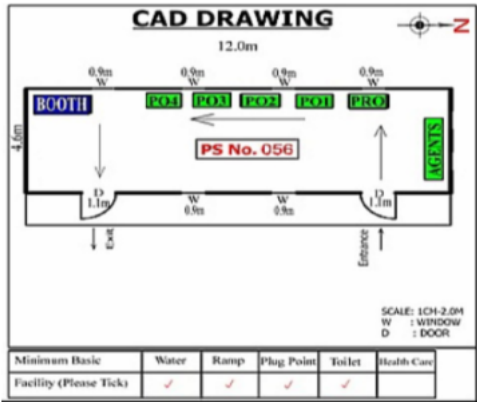 CAD DRAWING
N
12.0m
0.9m 0.9m 0.9m 0.9m
W W W W
BOOTH PO4 PO3 PO2 PO1 PRO
4.6m
PS No. 056
AGENTS
D W W D
1.1m 0.9m 0.9m 1.1m
Exit
Entrance
SCALE: 1CM-2.0M
W : WINDOW
D : DOOR
Minimum Basic Water Ramp Plug Point Toilet Health Care
Facility (Please Tick) ✓ ✓ ✓ ✓